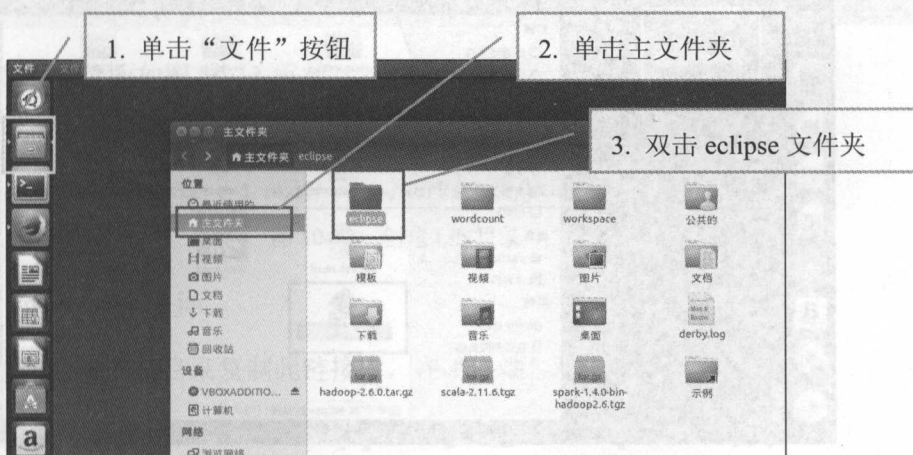 1. 单击“文件”按钮
2. 单击主文件夹
3. 双击 eclipse 文件夹
文件
主文件夹
主文件夹 eclipse
位置
最近使用的
主文件夹
桌面
视频
图片
文档
下载
音乐
回收站
设备
VBOXADDITIO...
计算机
网络
浏览网络
eclipse
wordcount
workspace
公共的
模板
视频
图片
文档
下载
音乐
桌面
derby.log
hadoop-2.6.0.tar.gz
scala-2.11.6.tgz
spark-1.4.0-bin-
hadoop2.6.tgz
示例